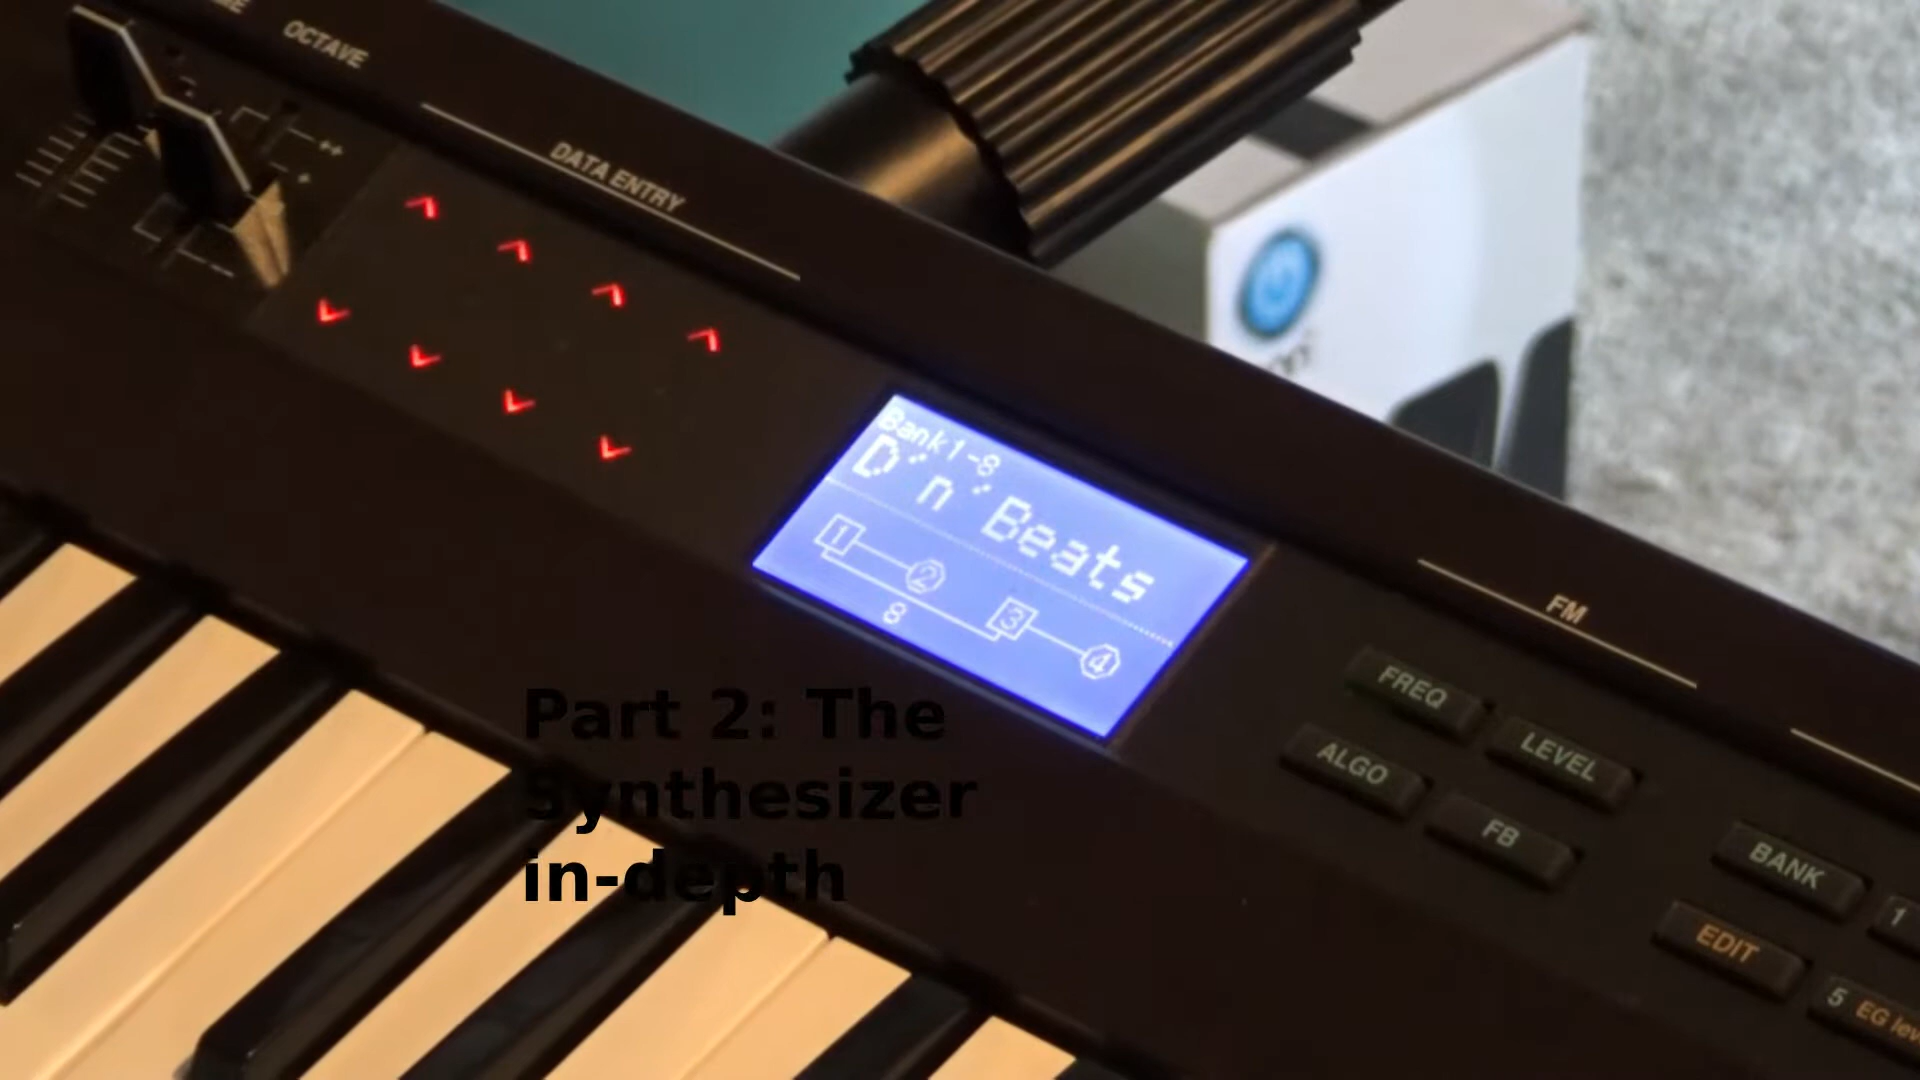 OCTAVE
DATA ENTRY
Bank1-8
D'n'Beats
1
2
3
4
8
FM
FREQ
LEVEL
ALGO
FB
BANK
1
EDIT
5 EG lev
Part 2: The
Synthesizer
in-depth